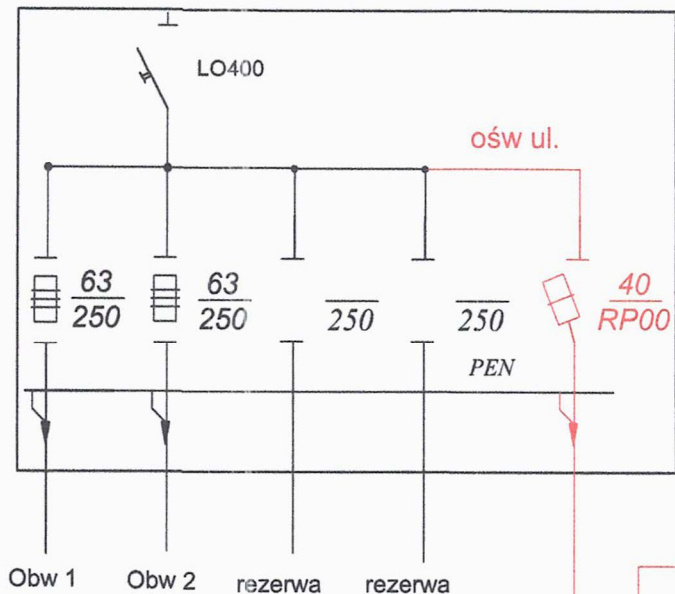 LO400
ośw ul.
63
250
63
250
250
250
40
RP00
PEN
Obw 1
Obw 2
rezerwa
rezerwa